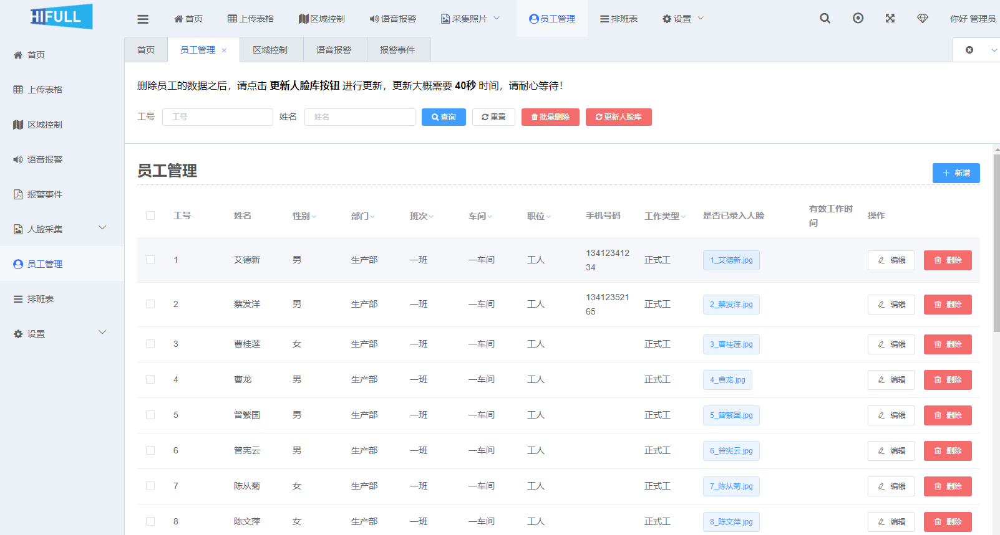 HIFULL
首页 上传表格 区域控制 语音报警 采集照片 员工管理 排班表 设置 你好 管理员
首页 员工管理 × 区域控制 语音报警 报警事件
首页
上传表格
区域控制
语音报警
报警事件
人脸采集
员工管理
排班表
设置
删除员工的数据之后，请点击 更新人脸库按钮 进行更新，更新大概需要 40秒 时间，请耐心等待！
工号 工号 姓名 姓名 查询 重置 批量删除 更新人脸库
员工管理
+ 新增
工号 姓名 性别 部门 班次 车间 职位 手机号码 工作类型 是否已录入人脸 有效工作时间 操作
1 艾德新 男 生产部 一班 一车间 工人 13412341234 正式工 1_艾德新.jpg 编辑 删除
2 蔡发洋 男 生产部 一班 一车间 工人 13412352165 正式工 2_蔡发洋.jpg 编辑 删除
3 曹桂莲 女 生产部 一班 一车间 工人 正式工 3_曹桂莲.jpg 编辑 删除
4 曹龙 男 生产部 一班 一车间 工人 正式工 4_曹龙.jpg 编辑 删除
5 曾繁国 男 生产部 一班 一车间 工人 正式工 5_曾繁国.jpg 编辑 删除
6 曾宪云 男 生产部 一班 一车间 工人 正式工 6_曾宪云.jpg 编辑 删除
7 陈从菊 女 生产部 一班 一车间 工人 正式工 7_陈从菊.jpg 编辑 删除
8 陈文萍 女 生产部 一班 一车间 工人 正式工 8_陈文萍.jpg 编辑 删除